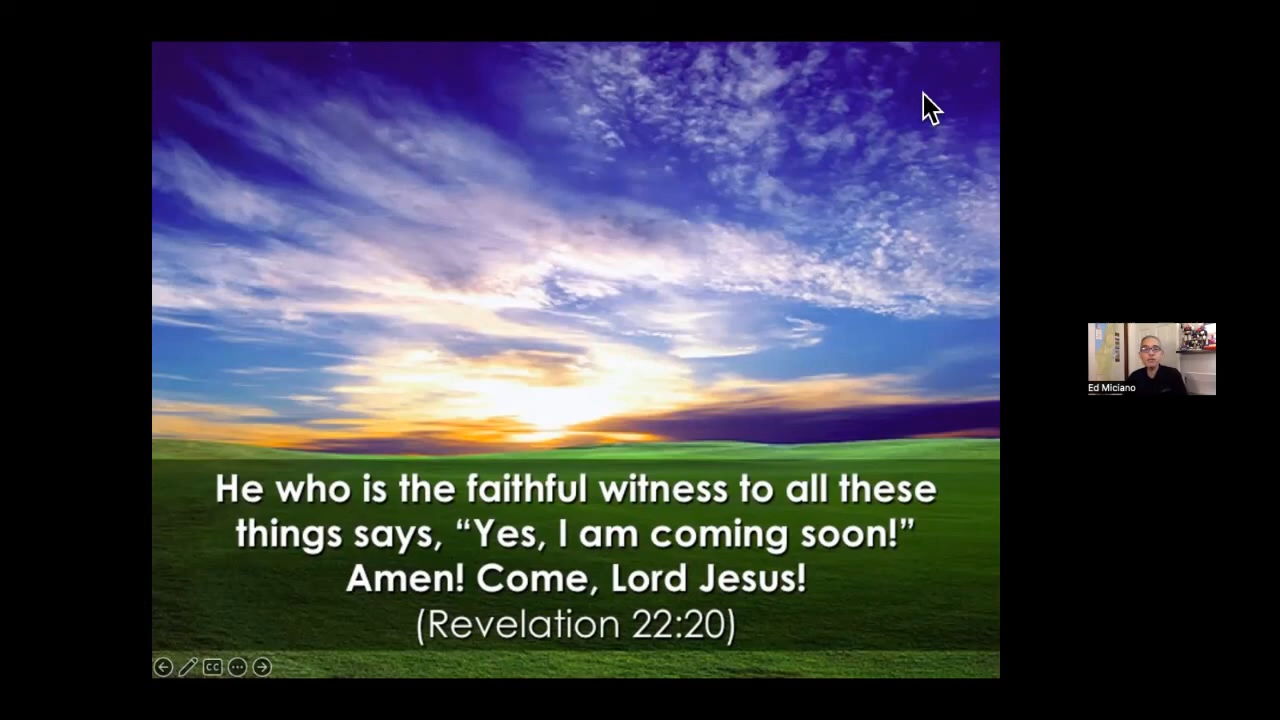 He who is the faithful witness to all these
things says, “Yes, I am coming soon!”
Amen! Come, Lord Jesus!
(Revelation 22:20)
CC
Ed Miciano